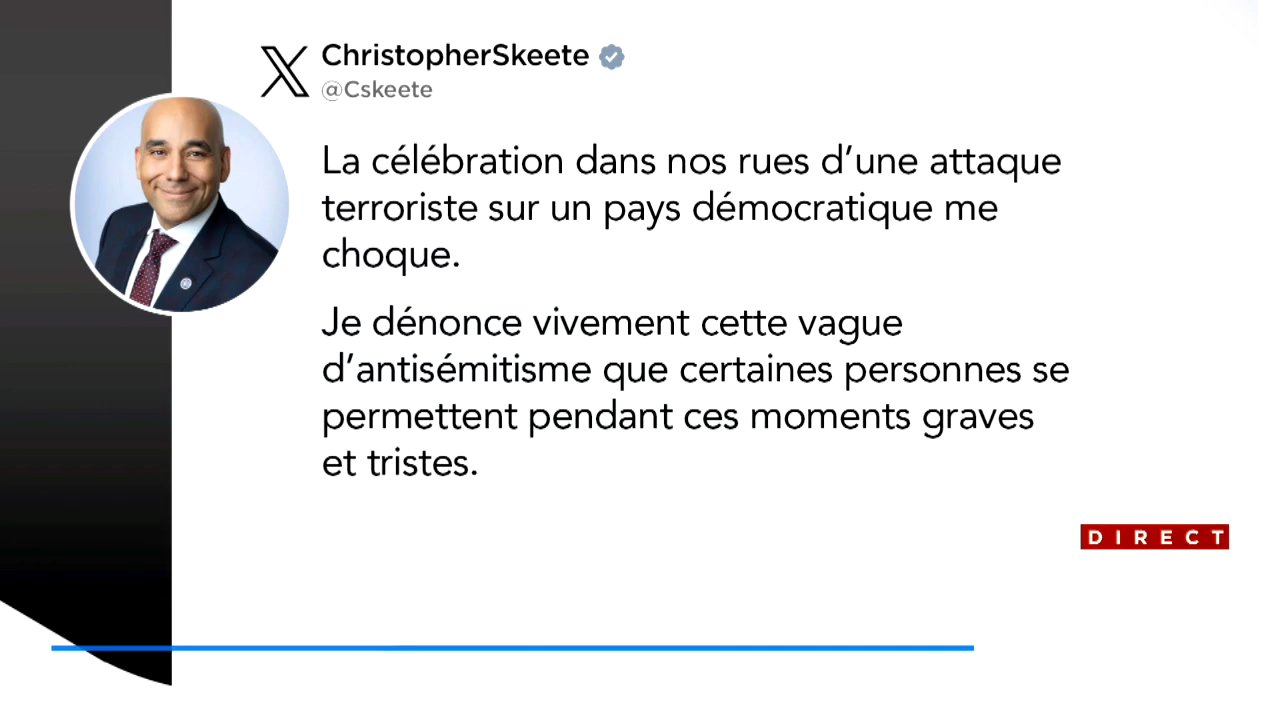 ChristopherSkeete
@Cskeete
La célébration dans nos rues d’une attaque
terroriste sur un pays démocratique me
choque.
Je dénonce vivement cette vague
d’antisémitisme que certaines personnes se
permettent pendant ces moments graves
et tristes.
DIRECT